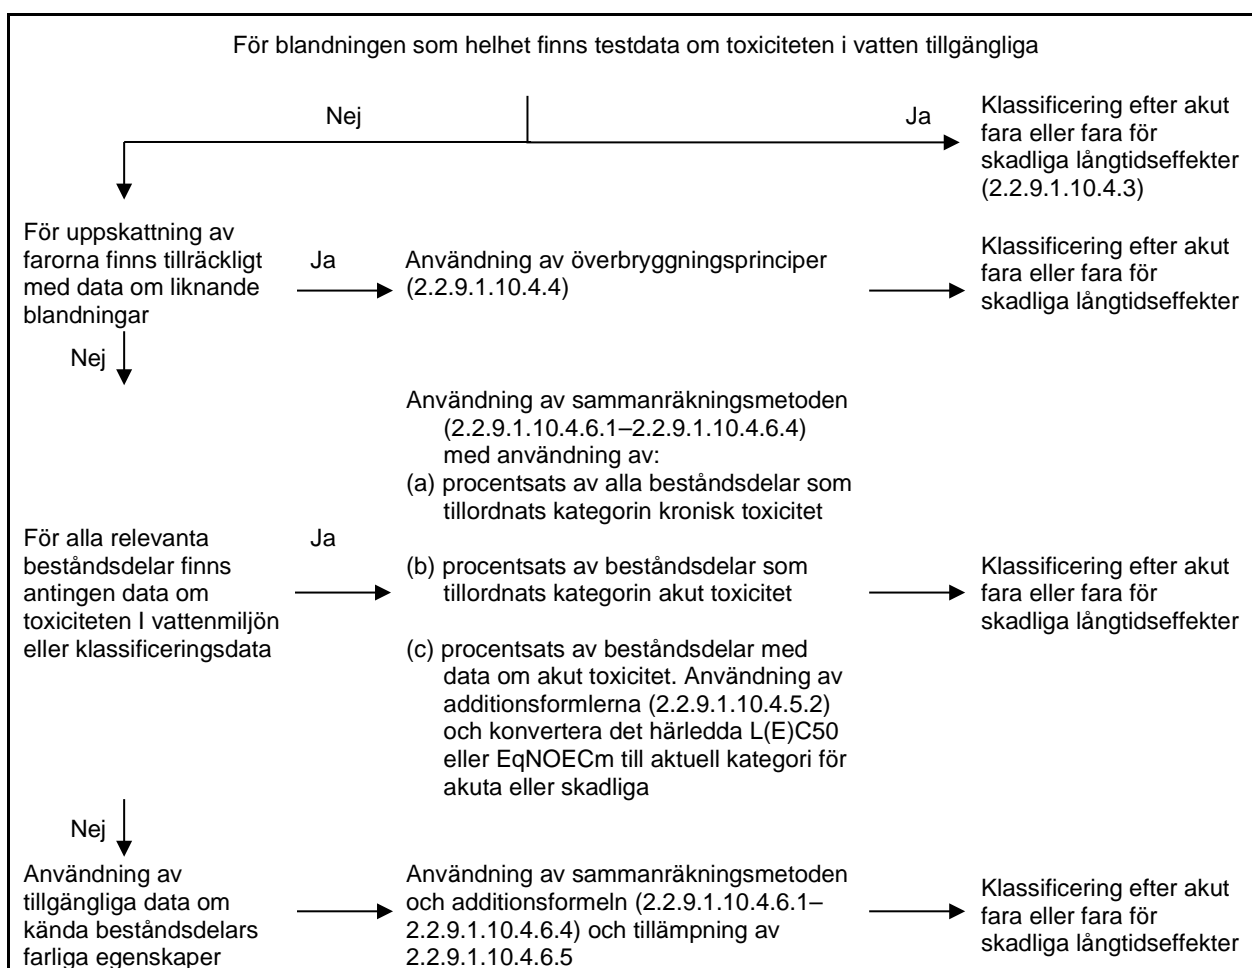 För blandningen som helhet finns testdata om toxiciteten i vatten tillgängliga
Nej
Ja
Klassificering efter akut
fara eller fara för
skadliga långtidseffekter
(2.2.9.1.10.4.3)
För uppskattning av
farorna finns tillräckligt
med data om liknande
blandningar
Ja
Användning av överbryggningsprinciper
(2.2.9.1.10.4.4)
Klassificering efter akut
fara eller fara för
skadliga långtidseffekter
Nej
Användning av sammanräkningsmetoden
(2.2.9.1.10.4.6.1–2.2.9.1.10.4.6.4)
med användning av:
(a) procentsats av alla beståndsdelar som
tillordnats kategorin kronisk toxicitet
För alla relevanta
beståndsdelar finns
antingen data om
toxiciteten I vattenmiljön
eller klassificeringsdata
Ja
(b) procentsats av beståndsdelar som
tillordnats kategorin akut toxicitet
(c) procentsats av beståndsdelar med
data om akut toxicitet. Användning av
additionsformlerna (2.2.9.1.10.4.5.2)
och konvertera det härledda L(E)C50
eller EqNOECm till aktuell kategori för
akuta eller skadliga
Klassificering efter akut
fara eller fara för
skadliga långtidseffekter
Nej
Användning av
tillgängliga data om
kända beståndsdelars
farliga egenskaper
Användning av sammanräkningsmetoden
och additionsformeln (2.2.9.1.10.4.6.1–
2.2.9.1.10.4.6.4) och tillämpning av
2.2.9.1.10.4.6.5
Klassificering efter akut
fara eller fara för
skadliga långtidseffekter